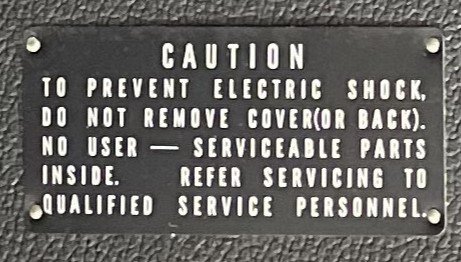 CAUTION
TO PREVENT ELECTRIC SHOCK,
DO NOT REMOVE COVER(OR BACK).
NO USER — SERVICEABLE PARTS
INSIDE. REFER SERVICING TO
QUALIFIED SERVICE PERSONNEL.